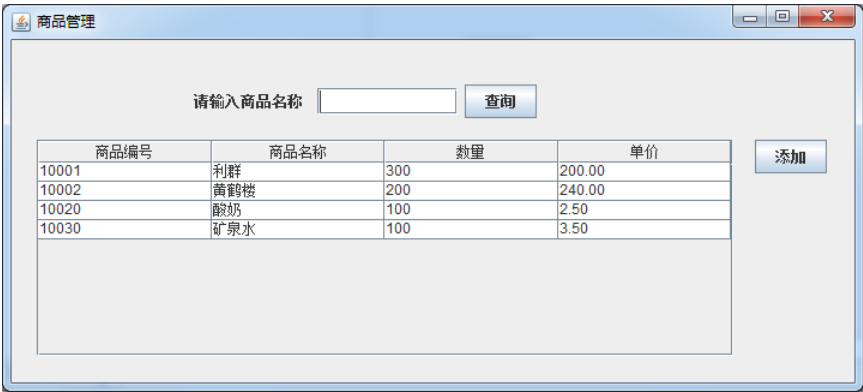 商品管理
请输入商品名称 查询
商品编号 商品名称 数量 单价 添加
10001 利群 300 200.00
10002 黄鹤楼 200 240.00
10020 酸奶 100 2.50
10030 矿泉水 100 3.50